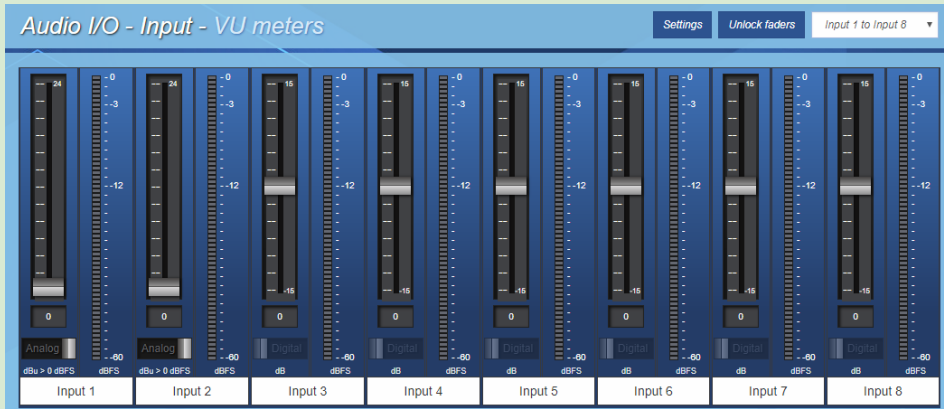 Audio I/O - Input - VU meters
Settings Unlock faders Input 1 to Input 8
24 -0 24 -0 15 -0 15 -0 15 -0 15 -0 15 -0 15 -0
--3 --3 --3 --3 --3 --3 --3 --3
--12 --12 --12 --12 --12 --12 --12 --12
-15 -15 -15 -15 -15 -15
0 0 0 0 0 0 0 0
Analog -60 Analog -60 Digital -60 Digital -60 Digital -60 Digital -60 Digital -60 Digital -60
dBu > 0 dBFS dBFS dBu > 0 dBFS dBFS dB dBFS dB dBFS dB dBFS dB dBFS dB dBFS dB dBFS
Input 1 Input 2 Input 3 Input 4 Input 5 Input 6 Input 7 Input 8